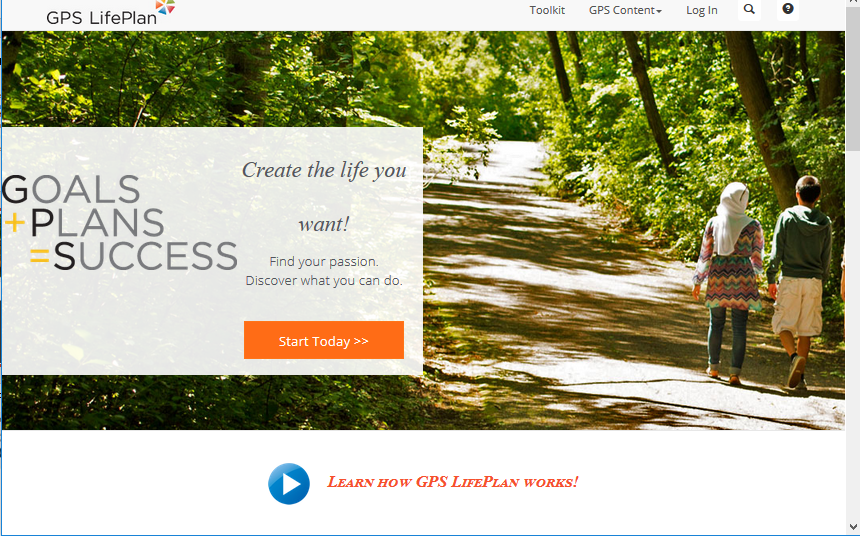 GPS LifePlan
Toolkit
GPS Content
Log In
GOALS
+PLANS
=SUCCESS
Create the life you
want!
Find your passion.
Discover what you can do.
Start Today >>
LEARN HOW GPS LIFEPLAN WORKS!